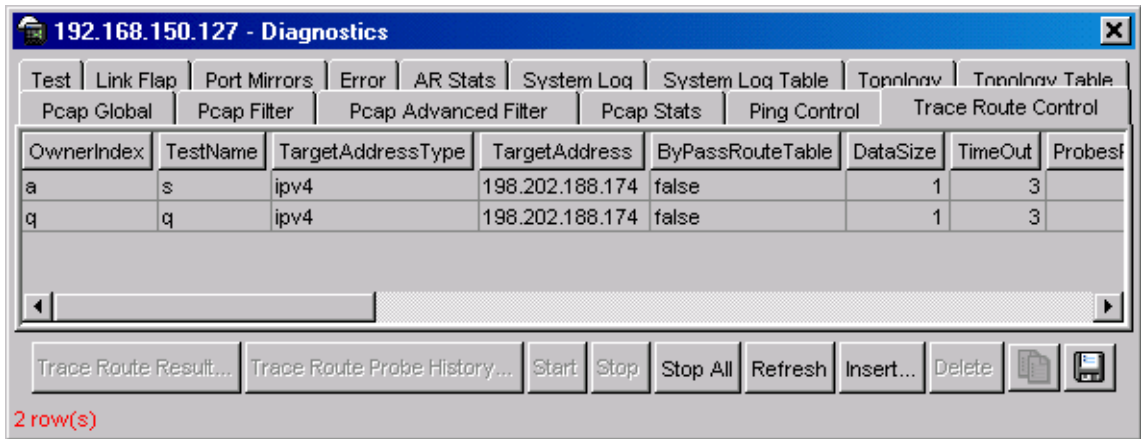 192.168.150.127 - Diagnostics
Test Link Flap Port Mirrors Error AR Stats System Log System Log Table Topology Topology Table
Pcap Global Pcap Filter Pcap Advanced Filter Pcap Stats Ping Control Trace Route Control
OwnerIndex TestName TargetAddressType TargetAddress ByPassRouteTable DataSize TimeOut
a s ipv4 198.202.188.174 false 1 3
q q ipv4 198.202.188.174 false 1 3
Trace Route Result... Trace Route Probe History... Start Stop Stop All Refresh Insert... Delete
2 row(s)